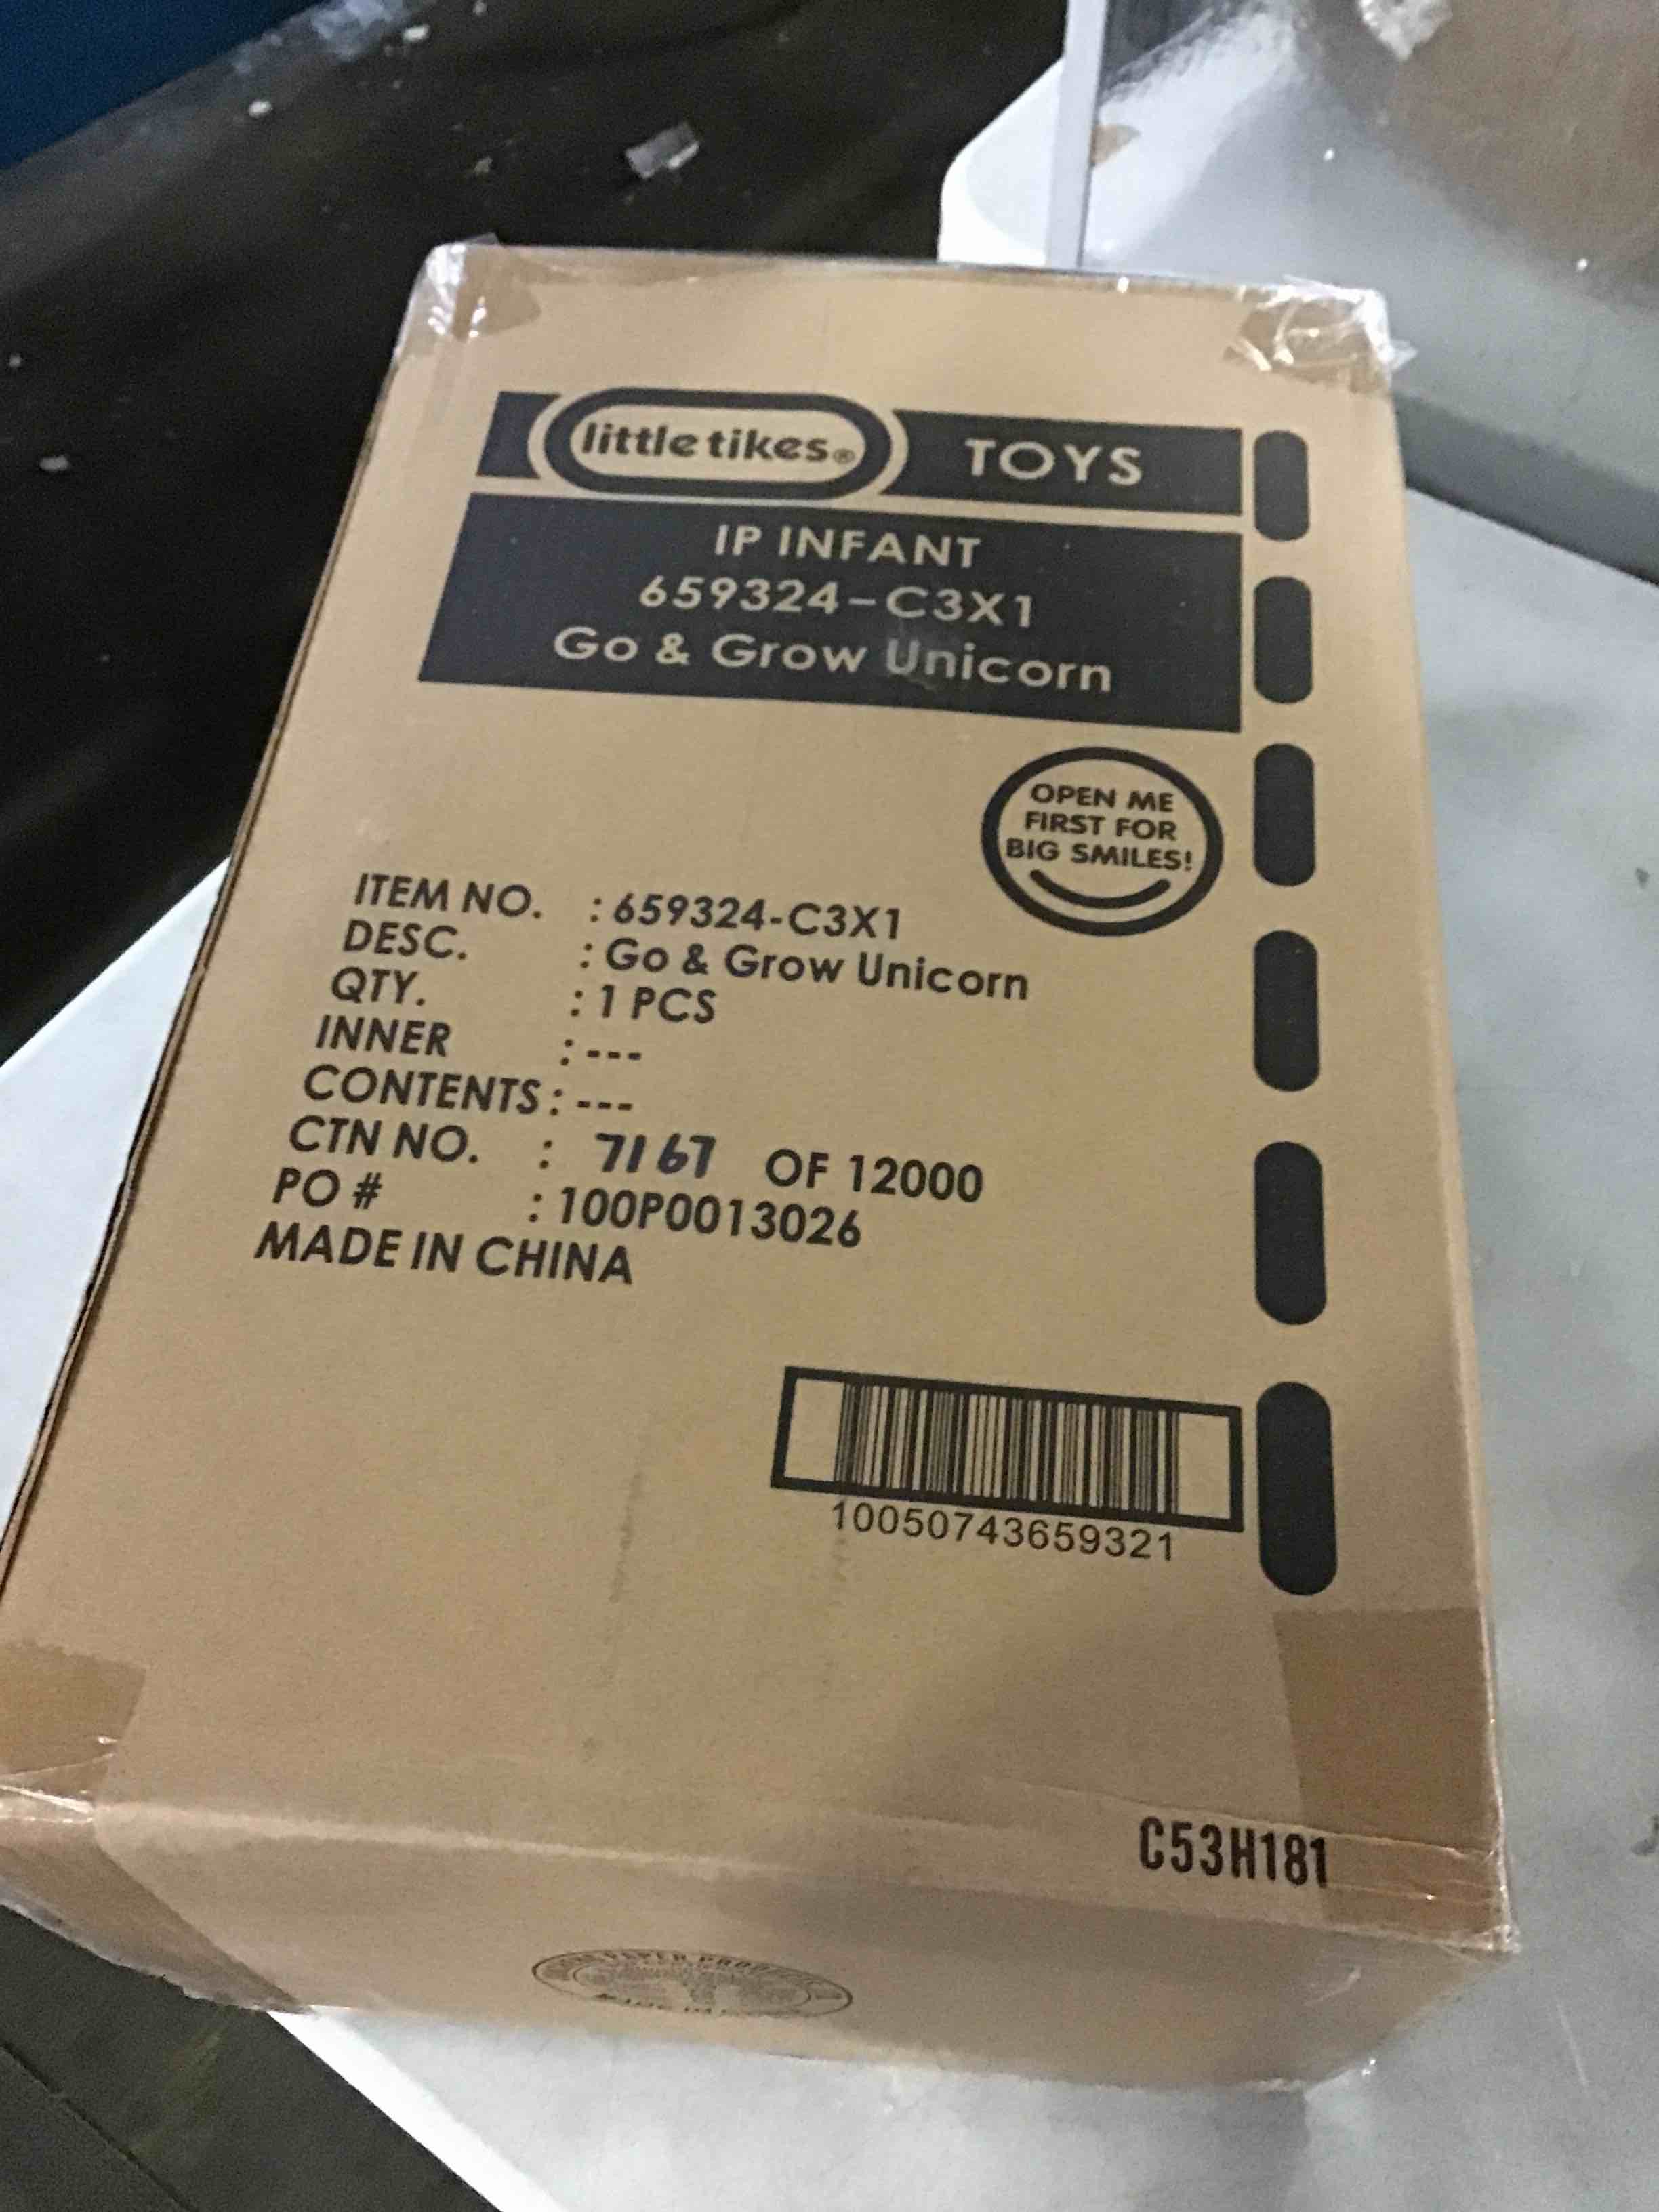 little tikes® TOYS
IP INFANT
659324-C3X1
Go & Grow Unicorn
OPEN ME
FIRST FOR
BIG SMILES!
ITEM NO. : 659324-C3X1
DESC. : Go & Grow Unicorn
QTY. : 1 PCS
INNER : ---
CONTENTS : ---
CTN NO. : 7167 OF 12000
PO # : 100P0013026
MADE IN CHINA
10050743659321
C53H181
PAPER